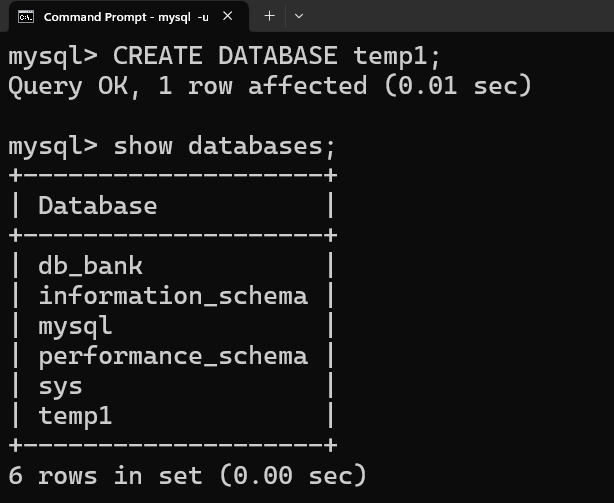 Command Prompt - mysql -u
mysql> CREATE DATABASE temp1;
Query OK, 1 row affected (0.01 sec)
mysql> show databases;
+--------------------+
| Database           |
+--------------------+
| db_bank            |
| information_schema |
| mysql              |
| performance_schema |
| sys                |
| temp1              |
+--------------------+
6 rows in set (0.00 sec)